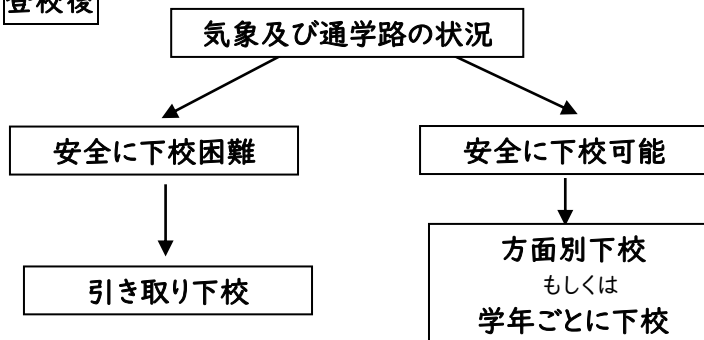 登校後
気象及び通学路の状況
安全に下校困難
安全に下校可能
引き取り下校
方面別下校
もしくは
学年ごとに下校